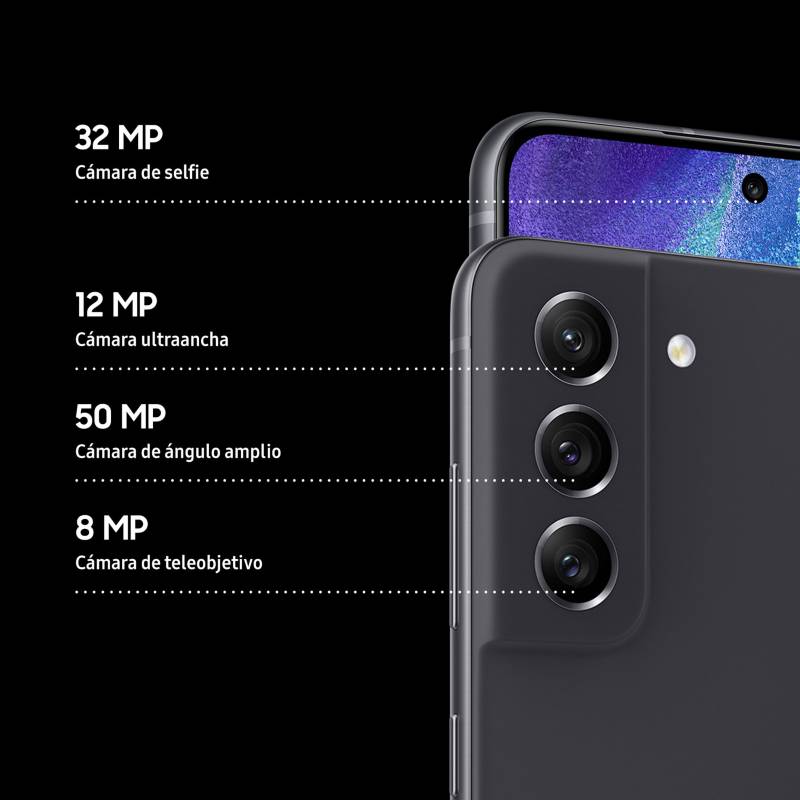 32 MP
Cámara de selfie
12 MP
Cámara ultraancha
50 MP
Cámara de ángulo amplio
8 MP
Cámara de teleobjetivo